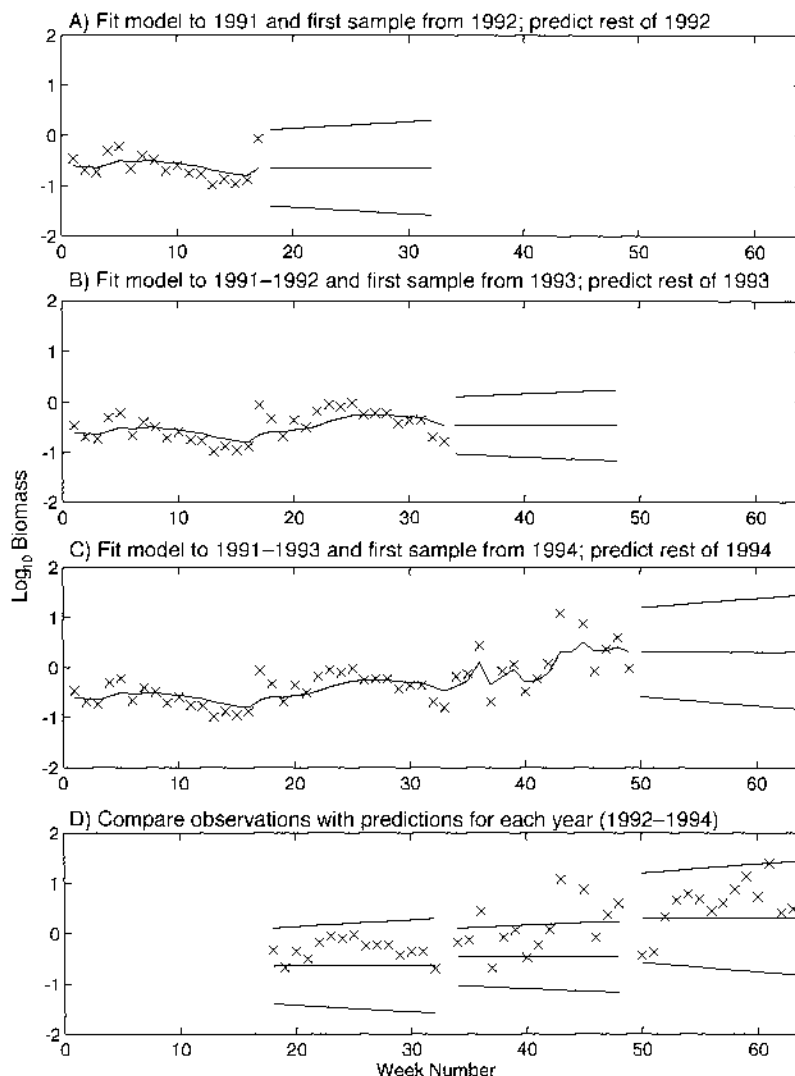 A) Fit model to 1991 and first sample from 1992; predict rest of 1992
2
1
0
-1
-2
0 10 20 30 40 50 60
B) Fit model to 1991–1992 and first sample from 1993; predict rest of 1993
2
1
0
-1
-2
0 10 20 30 40 50 60
Log10 Biomass
C) Fit model to 1991–1993 and first sample from 1994; predict rest of 1994
2
1
0
-1
-2
0 10 20 30 40 50 60
D) Compare observations with predictions for each year (1992–1994)
2
1
0
-1
-2
0 10 20 30 40 50 60
Week Number